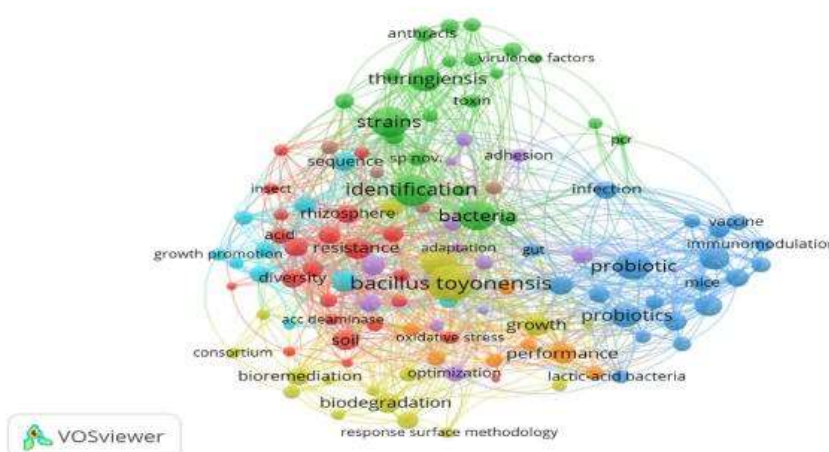 anthracis
virulence factors
thuringiensis
toxin
strains
pcr
sp nov.
adhesion
sequence
identification
infection
insect
rhizosphere
bacteria
vaccine
acid
growth promotion
resistance
adaptation
gut
immunomodulation
probiotic
diversity
bacillus toyonensis
mice
acc deaminase
growth
probiotics
soil
oxidative stress
consortium
performance
bioremediation
optimization
lactic-acid bacteria
biodegradation
response surface methodology
VOSviewer